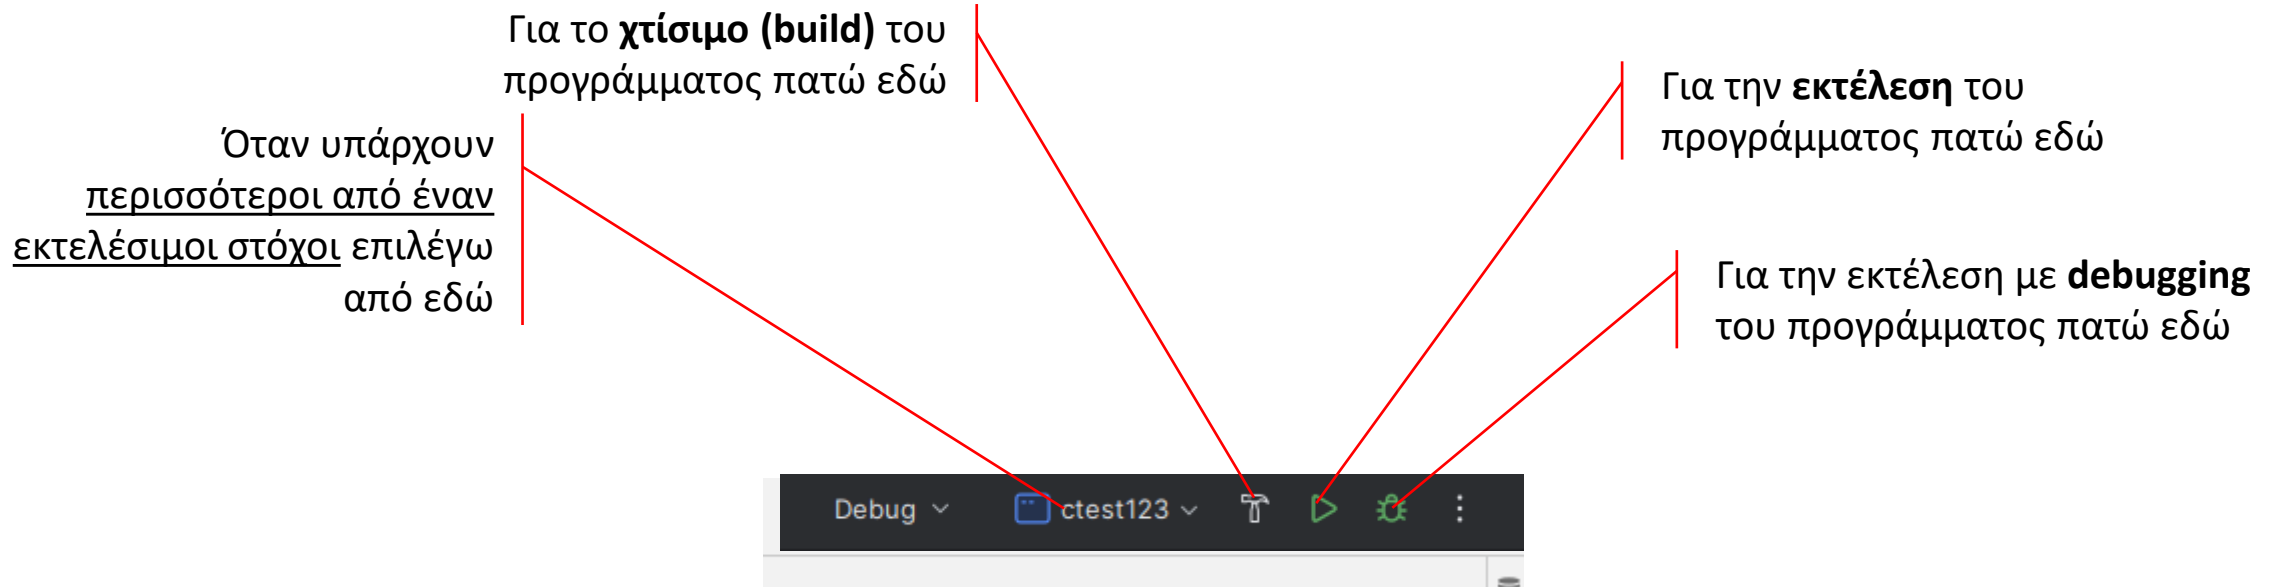 Για το χτίσιμο (build) του
προγράμματος πατώ εδώ
Όταν υπάρχουν
περισσότεροι από έναν
εκτελέσιμοι στόχοι επιλέγω
από εδώ
Για την εκτέλεση του
προγράμματος πατώ εδώ
Για την εκτέλεση με debugging
του προγράμματος πατώ εδώ
Debug ctest123